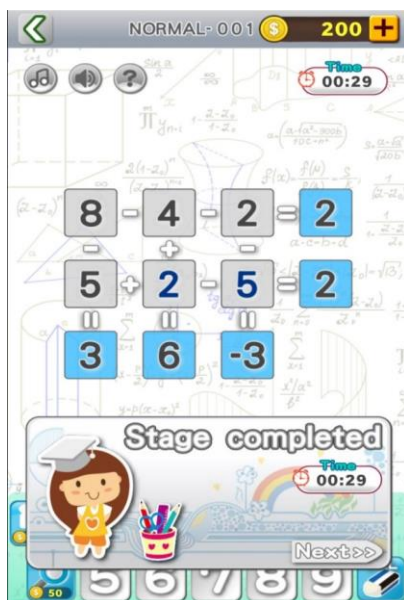 NORMAL- 001 $ 200 +
? Time
00:29
8 - 4 - 2 = 2
- + -
5 + 2 - 5 = 2
= = =
3 6 -3
Stage completed
Time
00:29
Next>>
50 5 6 7 8 9